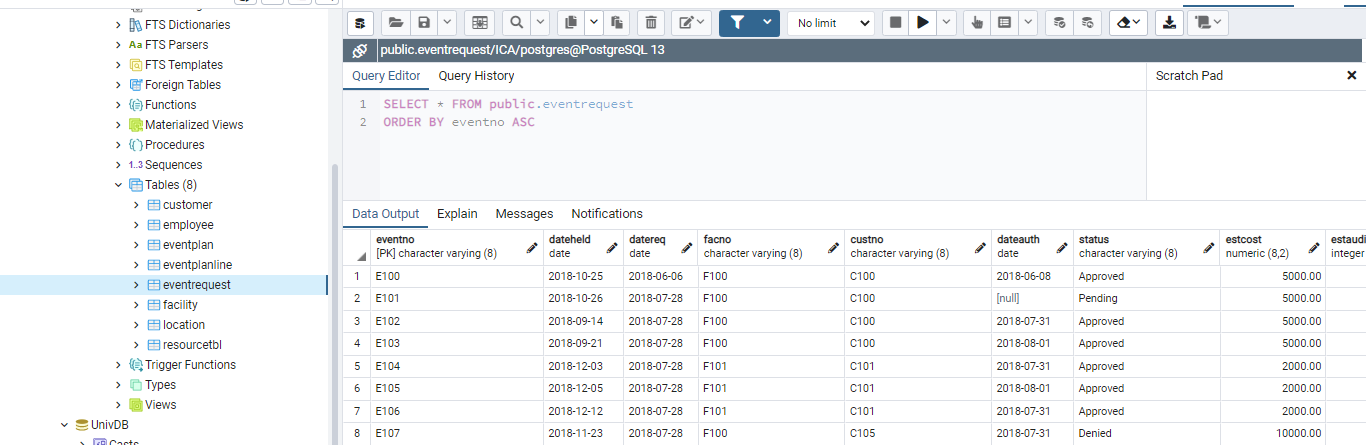 FTS Dictionaries
Aa FTS Parsers
FTS Templates
Foreign Tables
Functions
Materialized Views
Procedures
1..3 Sequences
Tables (8)
customer
employee
eventplan
eventplanline
eventrequest
facility
location
resourcetbl
Trigger Functions
Types
Views
UnivDB
Casts
No limit
public.eventrequest/ICA/postgres@PostgreSQL 13
Query Editor Query History
Scratch Pad
1 SELECT * FROM public.eventrequest
2 ORDER BY eventno ASC
Data Output Explain Messages Notifications
eventno dateheld datereq facno custno dateauth status estcost estaudi
[PK] character varying (8) date date character varying (8) character varying (8) date character varying (8) numeric (8,2) integer
1 E100 2018-10-25 2018-06-06 F100 C100 2018-06-08 Approved 5000.00
2 E101 2018-10-26 2018-07-28 F100 C100 [null] Pending 5000.00
3 E102 2018-09-14 2018-07-28 F100 C100 2018-07-31 Approved 5000.00
4 E103 2018-09-21 2018-07-28 F100 C100 2018-08-01 Approved 5000.00
5 E104 2018-12-03 2018-07-28 F101 C101 2018-07-31 Approved 2000.00
6 E105 2018-12-05 2018-07-28 F101 C101 2018-08-01 Approved 2000.00
7 E106 2018-12-12 2018-07-28 F101 C101 2018-07-31 Approved 2000.00
8 E107 2018-11-23 2018-07-28 F100 C105 2018-07-31 Denied 10000.00